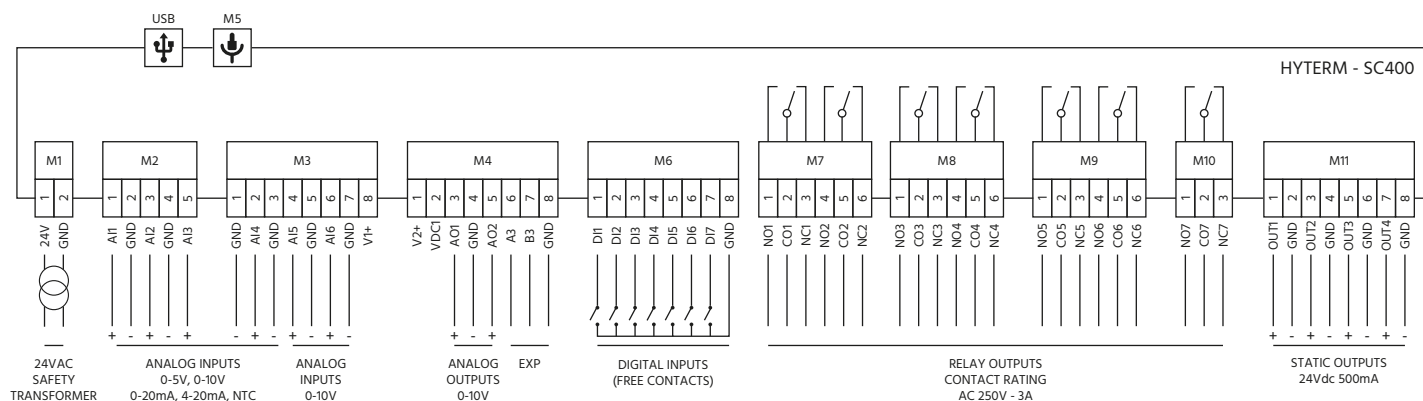 USB M5
HYTERM - SC400
M1 M2 M3 M4 M6 M7 M8 M9 M10 M11
1 2 1 2 3 4 5 1 2 3 4 5 6 7 8 1 2 3 4 5 6 7 8 1 2 3 4 5 6 7 8 1 2 3 4 5 6 1 2 3 4 5 6 1 2 3 4 5 6 1 2 3 1 2 3 4 5 6 7 8
24V GND AI1 GND AI2 GND AI3 GND AI4 GND AI5 GND AI6 GND V1+ V2+ VDC1 AO1 GND AO2 A3 B3 GND DI1 DI2 DI3 DI4 DI5 DI6 DI7 GND NO1 CO1 NC1 NO2 CO2 NC2 NO3 CO3 NC3 NO4 CO4 NC4 NO5 CO5 NC5 NO6 CO6 NC6 NO7 CO7 NC7 OUT1 GND OUT2 GND OUT3 GND OUT4 GND
+ - + - + - + - + - + - + - + + - + - + - + -
24VAC
SAFETY
TRANSFORMER
ANALOG INPUTS
0-5V, 0-10V
0-20mA, 4-20mA, NTC
ANALOG
INPUTS
0-10V
ANALOG
OUTPUTS
0-10V
EXP
DIGITAL INPUTS
(FREE CONTACTS)
RELAY OUTPUTS
CONTACT RATING
AC 250V - 3A
STATIC OUTPUTS
24Vdc 500mA